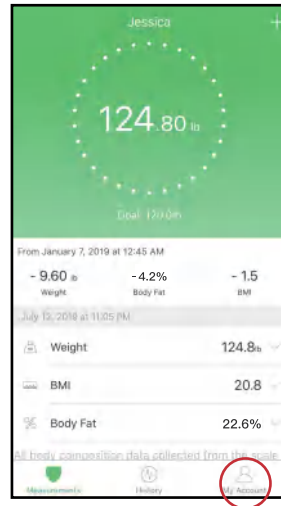 Jessica +
124.80 lb
Goal: 120.0lb
From January 7, 2019 at 12:45 AM
- 9.60 lb -4.2% - 1.5
Weight Body Fat BMI
July 12, 2019 at 11:05 PM
Weight 124.8lb
BMI 20.8
Body Fat 22.6%
All body composition data collected from the scale
Measurements History My Account